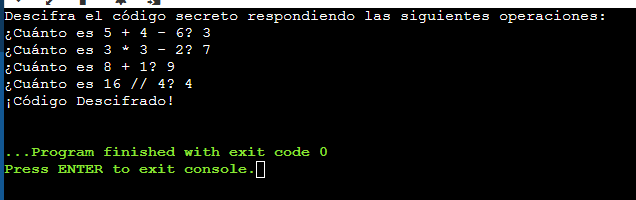 Descifra el código secreto respondiendo las siguientes operaciones:
¿Cuánto es 5 + 4 - 6? 3
¿Cuánto es 3 * 3 - 2? 7
¿Cuánto es 8 + 1? 9
¿Cuánto es 16 // 4? 4
¡Código Descifrado!
...Program finished with exit code 0
Press ENTER to exit console.